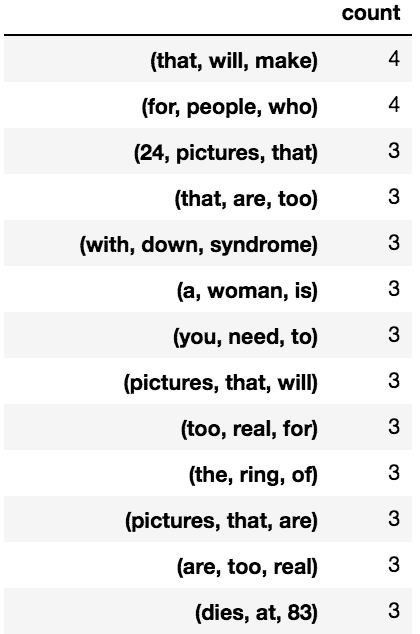 count
(that, will, make) 4
(for, people, who) 4
(24, pictures, that) 3
(that, are, too) 3
(with, down, syndrome) 3
(a, woman, is) 3
(you, need, to) 3
(pictures, that, will) 3
(too, real, for) 3
(the, ring, of) 3
(pictures, that, are) 3
(are, too, real) 3
(dies, at, 83) 3